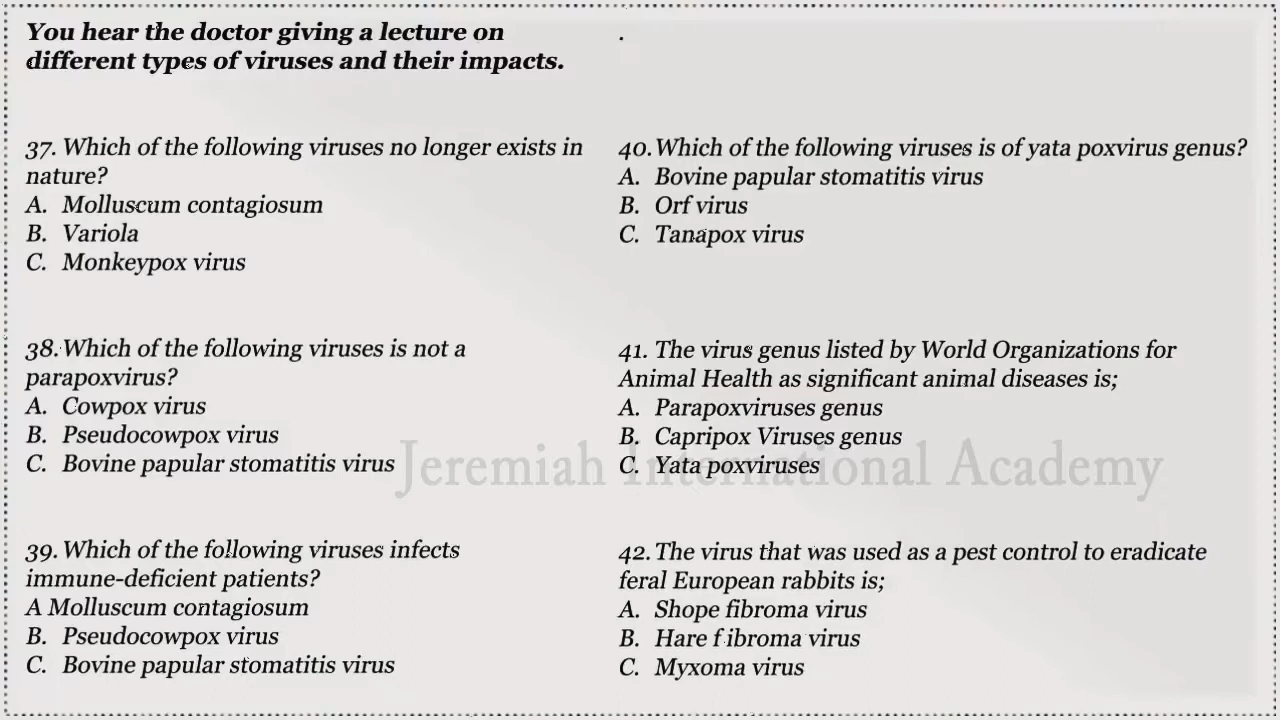 You hear the doctor giving a lecture on
different types of viruses and their impacts.
37. Which of the following viruses no longer exists in
nature?
A. Molluscum contagiosum
B. Variola
C. Monkeypox virus
38. Which of the following viruses is not a
parapoxvirus?
A. Cowpox virus
B. Pseudocowpox virus
C. Bovine papular stomatitis virus
39. Which of the following viruses infects
immune-deficient patients?
A Molluscum contagiosum
B. Pseudocowpox virus
C. Bovine papular stomatitis virus
.
40. Which of the following viruses is of yata poxvirus genus?
A. Bovine papular stomatitis virus
B. Orf virus
C. Tanapox virus
41. The virus genus listed by World Organizations for
Animal Health as significant animal diseases is;
A. Parapoxviruses genus
B. Capripox Viruses genus
C. Yata poxviruses
42. The virus that was used as a pest control to eradicate
feral European rabbits is;
A. Shope fibroma virus
B. Hare f ibroma virus
C. Myxoma virus
Jeremiah International Academy